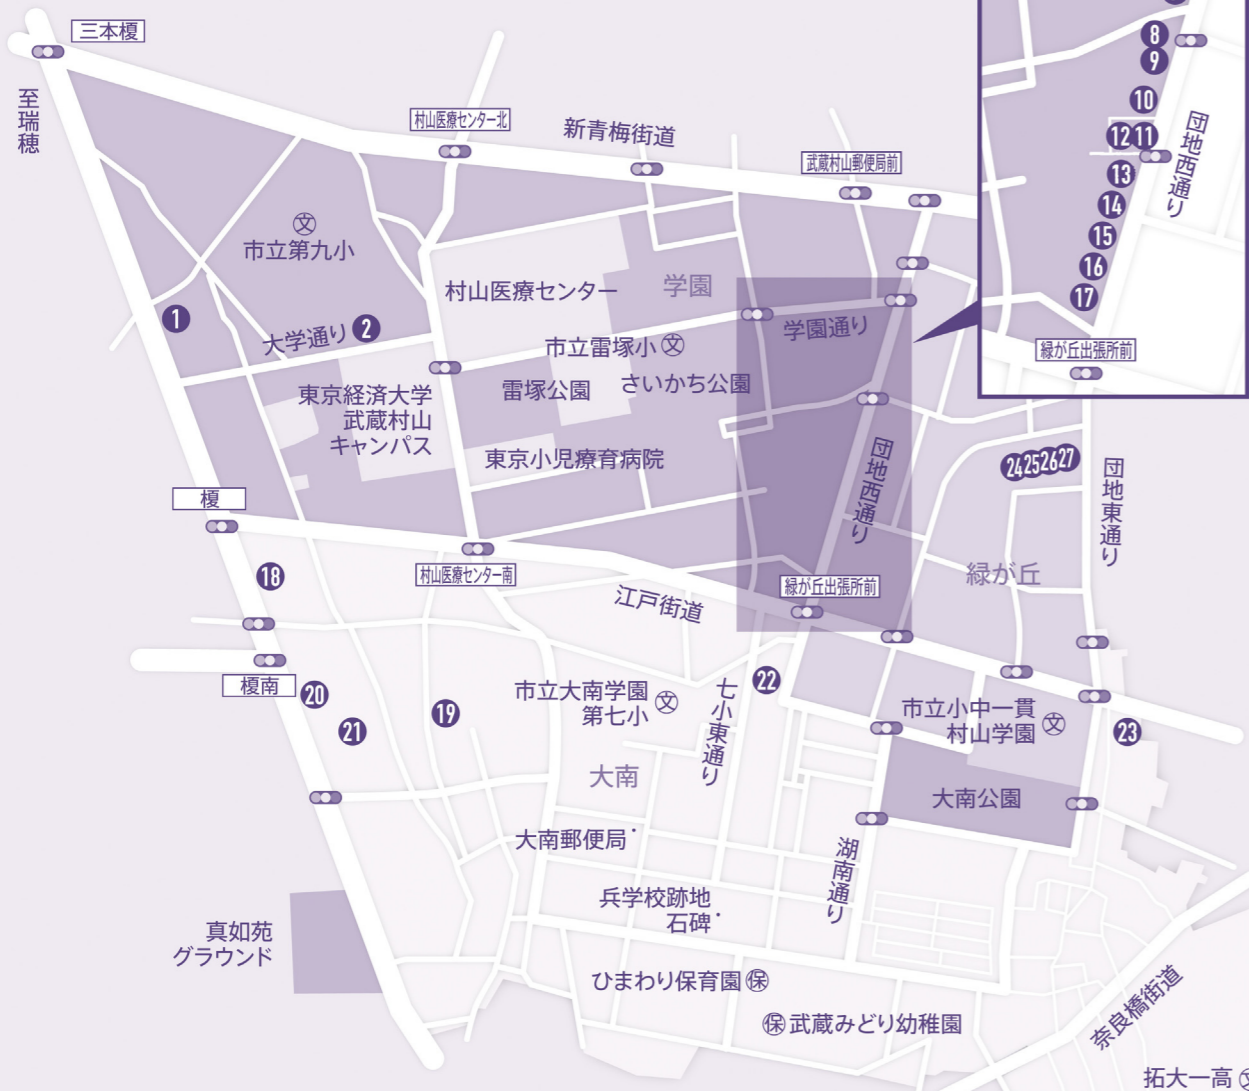 三本榎
至瑞穂
村山医療センター北
新青梅街道
武蔵村山郵便局前
8
9
10
12 11
13
14
15
16
17
団地西通り
緑が丘出張所前
文
市立第九小
1
大学通り 2
村山医療センター
学園
学園通り
市立雷塚小 文
東京経済大学
武蔵村山
キャンパス
雷塚公園
さいかち公園
東京小児療育病院
団地西通り
24 25 26 27
団地東通り
榎
18
村山医療センター南
江戸街道
緑が丘出張所前
緑が丘
榎南
20
21
19
市立大南学園
第七小 文
七小東通り
22
市立小中一貫
村山学園 文
23
大南
大南公園
大南郵便局
湖南通り
兵学校跡地
石碑
真如苑
グラウンド
ひまわり保育園 保
保 武蔵みどり幼稚園
奈良橋街道
拓大一高 文